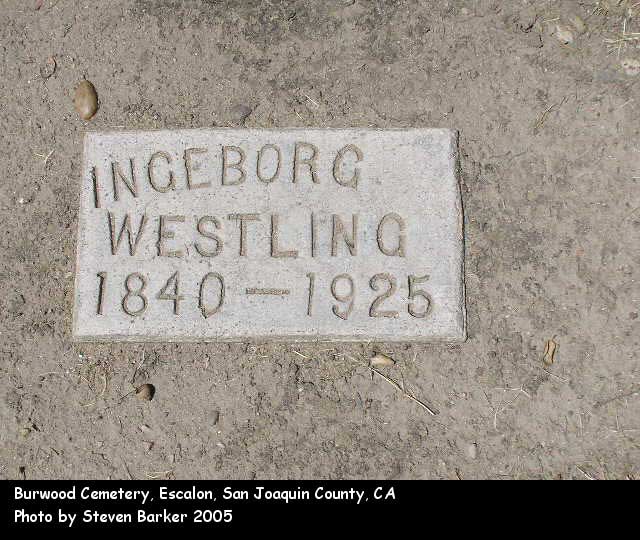 INGEBORG
WESTLING
1840 – 1925
Burwood Cemetery, Escalon, San Joaquin County, CA
Photo by Steven Barker 2005